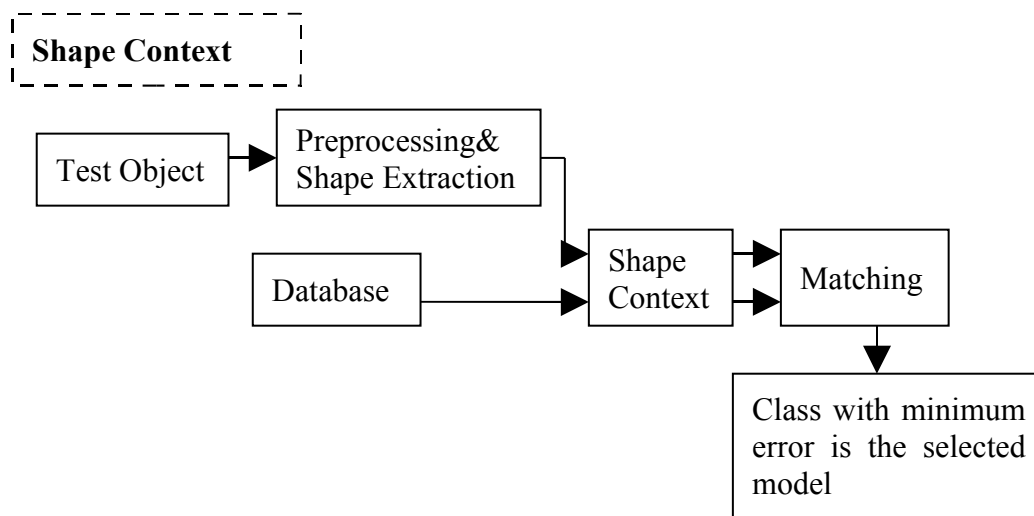 Shape Context
Test Object
Preprocessing&
Shape Extraction
Database
Shape
Context
Matching
Class with minimum
error is the selected
model